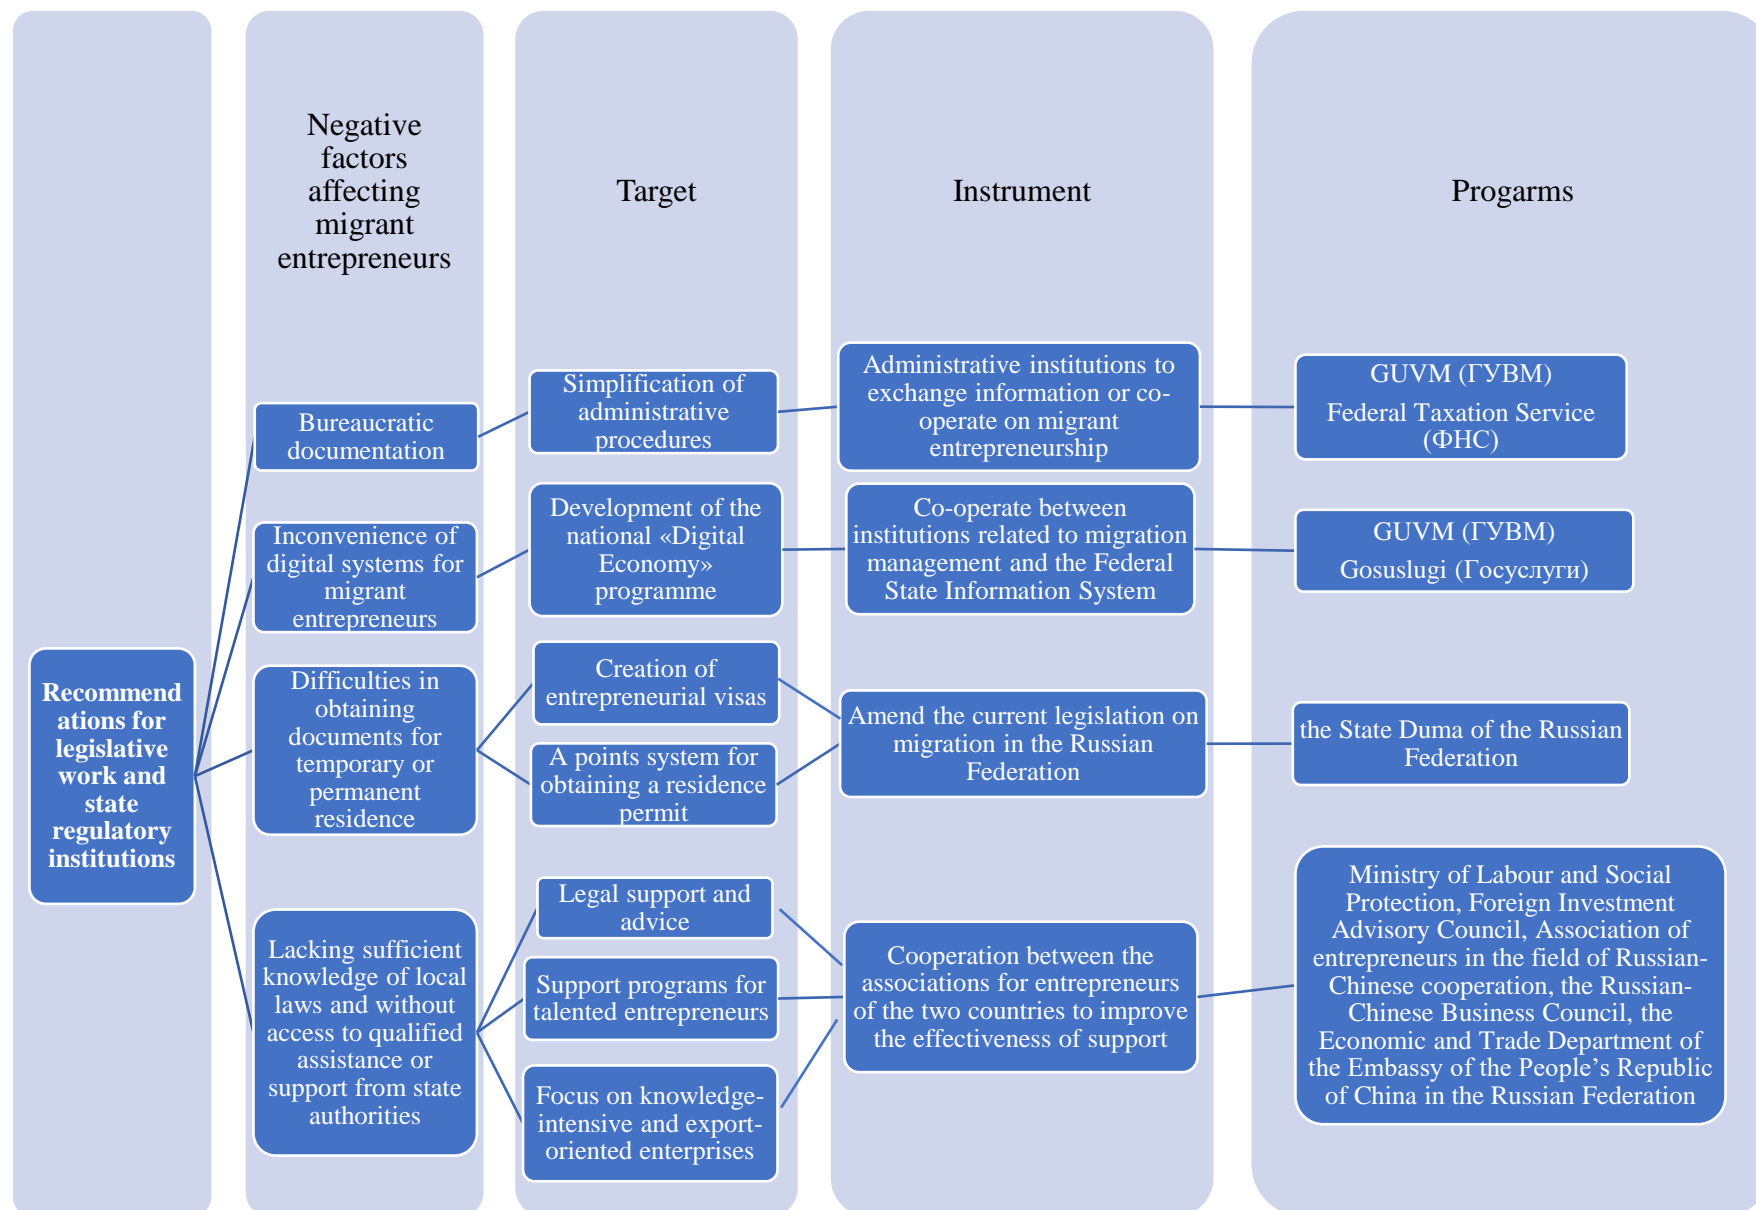 Negative
factors
affecting
migrant
entrepreneurs
Target
Instrument
Progarms
Recommend
ations for
legislative
work and
state
regulatory
institutions
Bureaucratic
documentation
Simplification of
administrative
procedures
Administrative institutions to
exchange information or co-
operate on migrant
entrepreneurship
GUVM (ГУВМ)
Federal Taxation Service
(ФНС)
Inconvenience of
digital systems for
migrant
entrepreneurs
Development of the
national «Digital
Economy»
programme
Co-operate between
institutions related to migration
management and the Federal
State Information System
GUVM (ГУВМ)
Gosuslugi (Госуслуги)
Difficulties in
obtaining
documents for
temporary or
permanent
residence
Creation of
entrepreneurial visas
A points system for
obtaining a residence
permit
Amend the current legislation on
migration in the Russian
Federation
the State Duma of the Russian
Federation
Lacking sufficient
knowledge of local
laws and without
access to qualified
assistance or
support from state
authorities
Legal support and
advice
Support programs for
talented entrepreneurs
Focus on knowledge-
intensive and export-
oriented enterprises
Cooperation between the
associations for entrepreneurs
of the two countries to improve
the effectiveness of support
Ministry of Labour and Social
Protection, Foreign Investment
Advisory Council, Association of
entrepreneurs in the field of Russian-
Chinese cooperation, the Russian-
Chinese Business Council, the
Economic and Trade Department of
the Embassy of the People’s Republic
of China in the Russian Federation